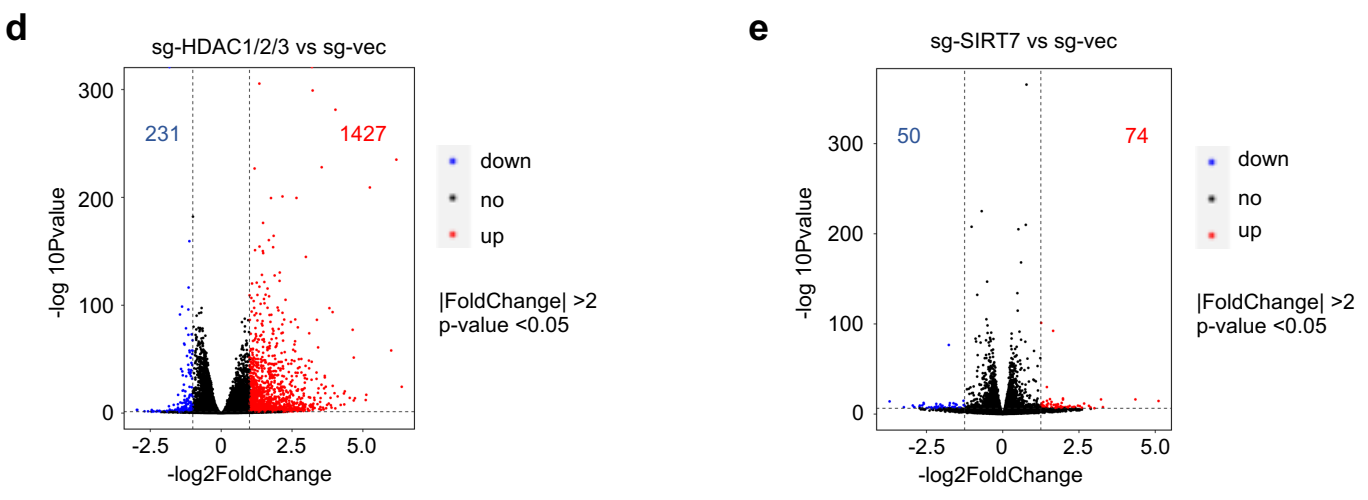 d
sg-HDAC1/2/3 vs sg-vec
300
200
100
0
-log 10Pvalue
231
1427
-2.5
0
2.5
5.0
-log2FoldChange
down
no
up
|FoldChange| >2
p-value <0.05
e
sg-SIRT7 vs sg-vec
300
200
100
0
-log 10Pvalue
50
74
-2.5
0
2.5
5.0
-log2FoldChange
down
no
up
|FoldChange| >2
p-value <0.05